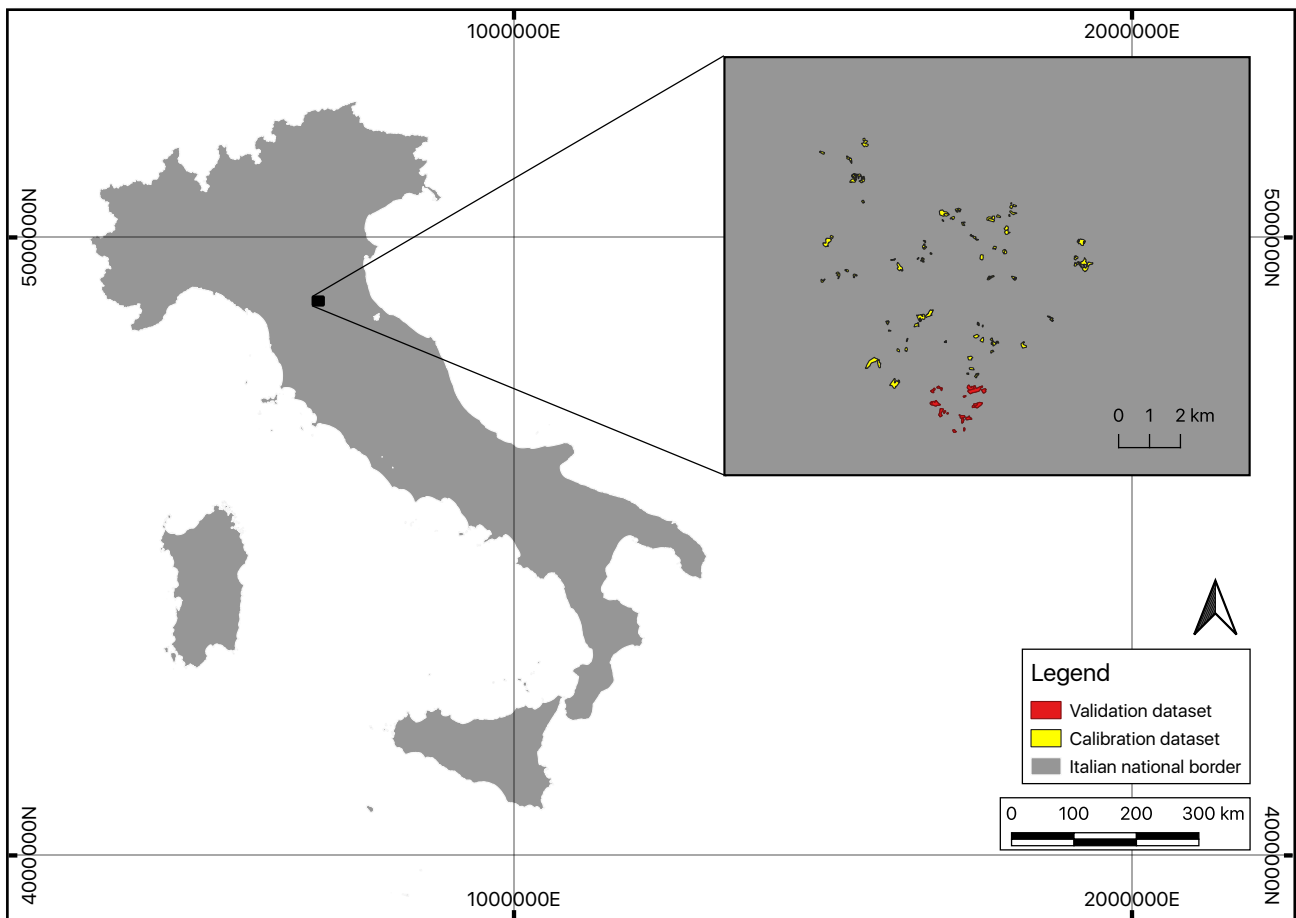 1000000E
2000000E
5000000N
5000000N
0 1 2 km
Legend
Validation dataset
Calibration dataset
Italian national border
0 100 200 300 km
4000000N
4000000N
1000000E
2000000E